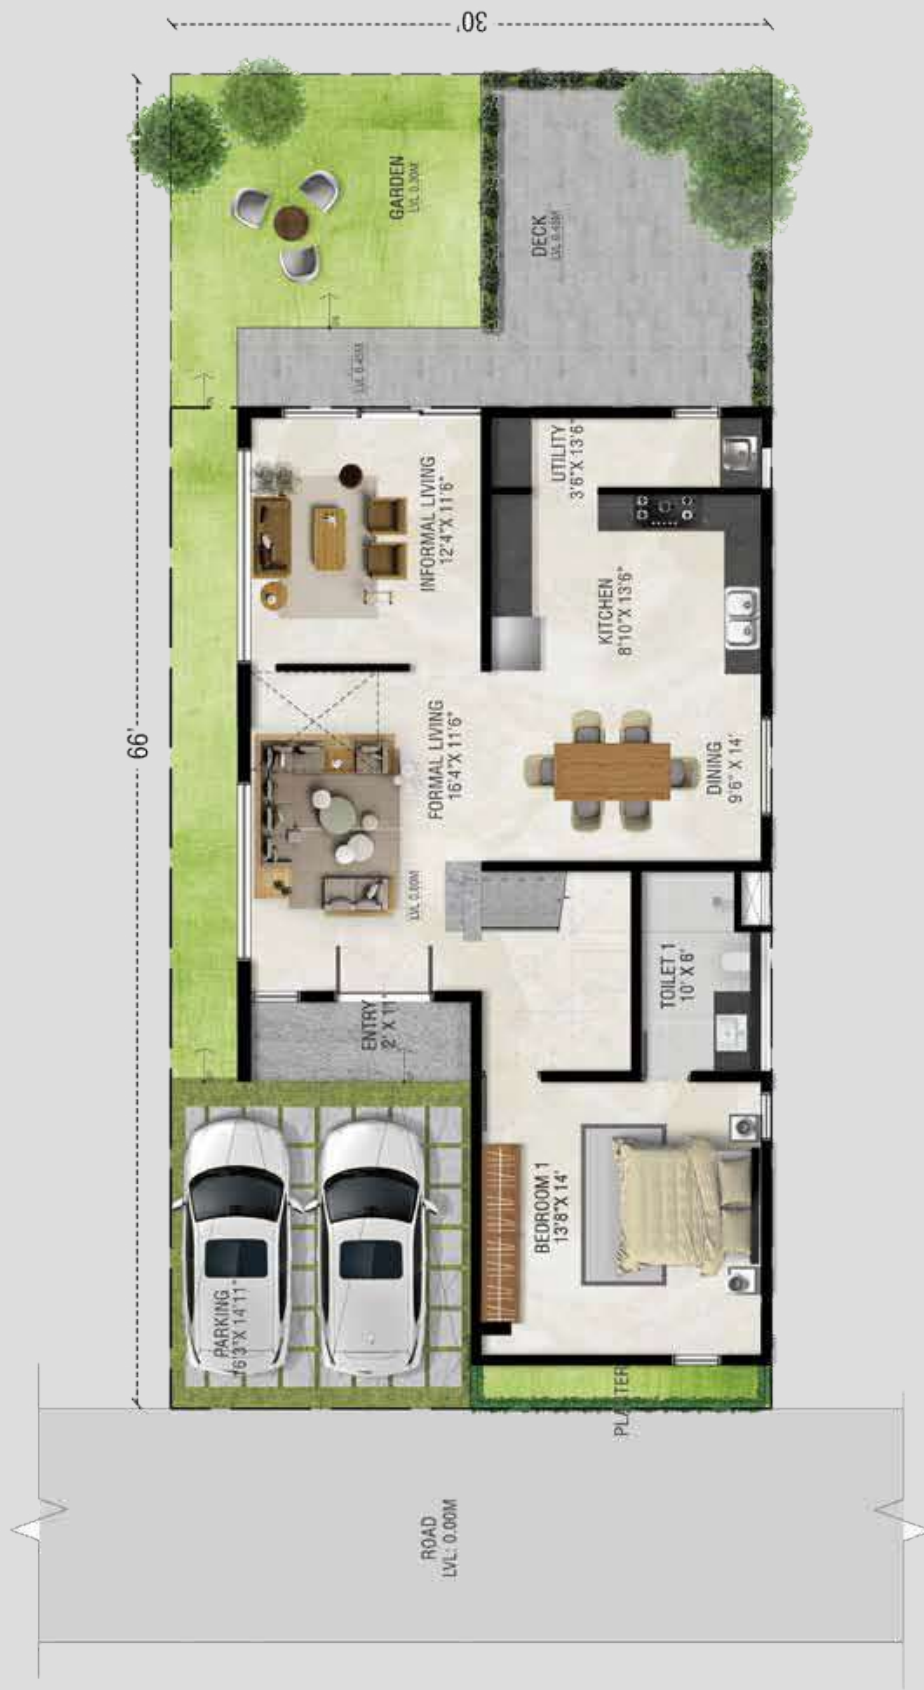 30'
66'
GARDEN
LVL 0.30M
DECK
LVL 0.45M
LVL 0.45M
INFORMAL LIVING
12'4"X 11'6"
UTILITY
3'6"X 13'6"
KITCHEN
8'10"X 13'6"
FORMAL LIVING
16'4"X 11'6"
DINING
9'6" X 14'
LVL 0.60M
TOILET 1
10' X 6'
ENTRY
BEDROOM 1
13'8"X 14'
PARKING
16'3"X 14'11"
PLANTER
ROAD
LVL: 0.00M